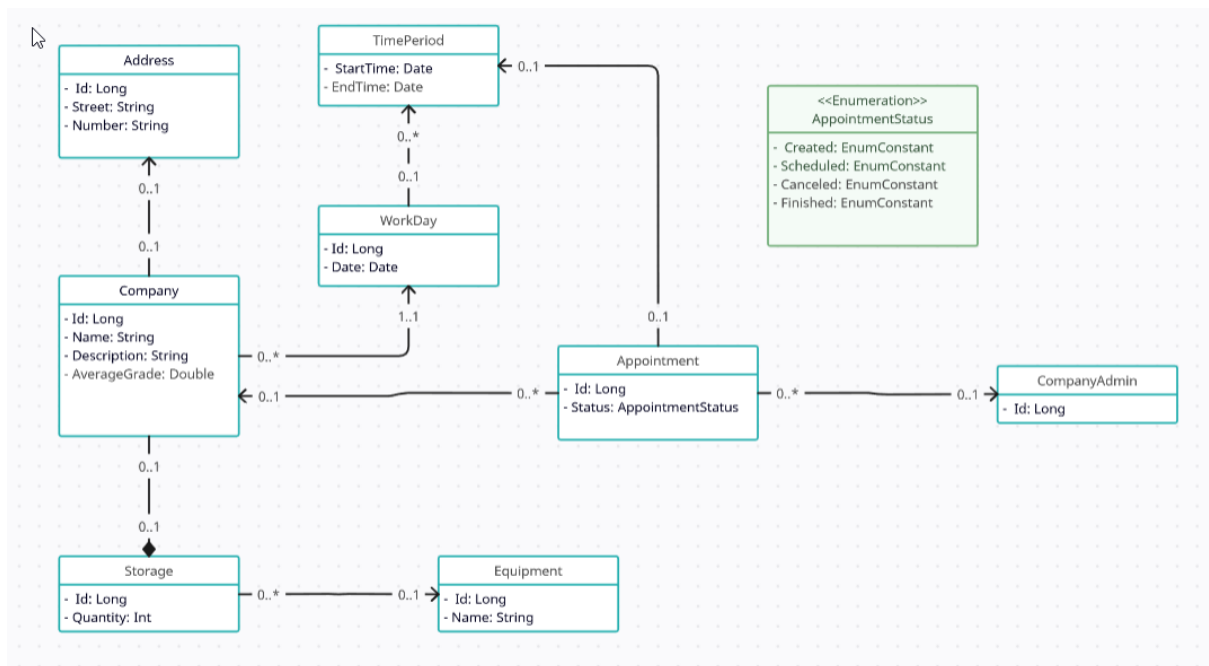 Address
- Id: Long
- Street: String
- Number: String
0..1
0..1
Company
- Id: Long
- Name: String
- Description: String
- AverageGrade: Double
0..1
0..1
Storage
- Id: Long
- Quantity: Int
TimePeriod
- StartTime: Date
- EndTime: Date
0..*
0..1
WorkDay
- Id: Long
- Date: Date
1..1
0..*
0..1
0..*
0..1
0..1
Appointment
- Id: Long
- Status: AppointmentStatus
0..*
0..1
CompanyAdmin
- Id: Long
<<Enumeration>>
AppointmentStatus
- Created: EnumConstant
- Scheduled: EnumConstant
- Canceled: EnumConstant
- Finished: EnumConstant
0..*
0..1
Equipment
- Id: Long
- Name: String